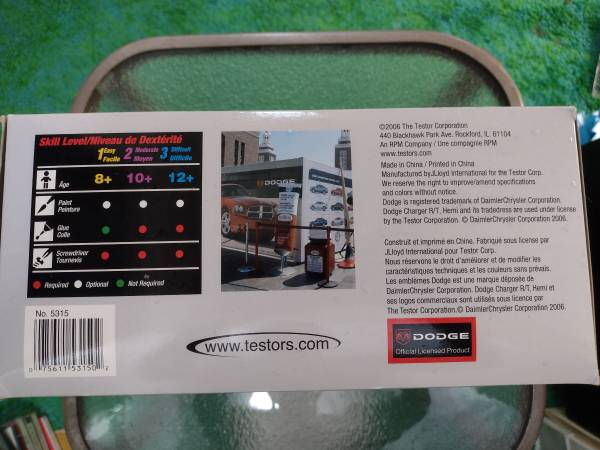 Skill Level/Niveau de Dextérité
1 Easy Facile 2 Moderate Moyen 3 Difficult Difficile
Age 8+ 10+ 12+
Paint
Peinture
Glue
Colle
Screwdriver
Tournevis
Required Optional Not Required
No. 5315
0 75611 53150 2
DODGE
www.testors.com
©2006 The Testor Corporation
440 Blackhawk Park Ave. Rockford, IL 61104
An RPM Company / Une compagnie RPM
www.testors.com
Made in China / Printed in China
Manufactured by JLloyd International for the Testor Corp.
We reserve the right to improve/amend specifications
and colors without notice.
Dodge is registered trademark of DaimlerChrysler Corporation.
Dodge Charger R/T, Hemi and its tradedress are used under license
by the Testor Corporation. © DaimlerChrysler Corporation 2006.
Construit et imprimé en Chine. Fabriqué sous license par
JLloyd International pour Testor Corp.
Nous réservons le droit d'améliorer et de modifier les
caractéristiques techniques et les couleurs sans prévais.
Les emblèmes Dodge est une marque déposée de
DaimlerChrysler Corporation. Dodge Charger R/T, Hemi et
ses logos commerciaux sont utilisés sous licence par
The Testor Corporation.© DaimlerChrysler Corporation 2006.
DODGE
Official Licensed Product